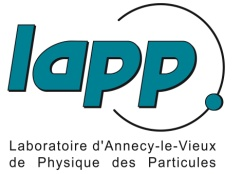 lapp
Laboratoire d'Annecy-le-Vieux
de Physique des Particules